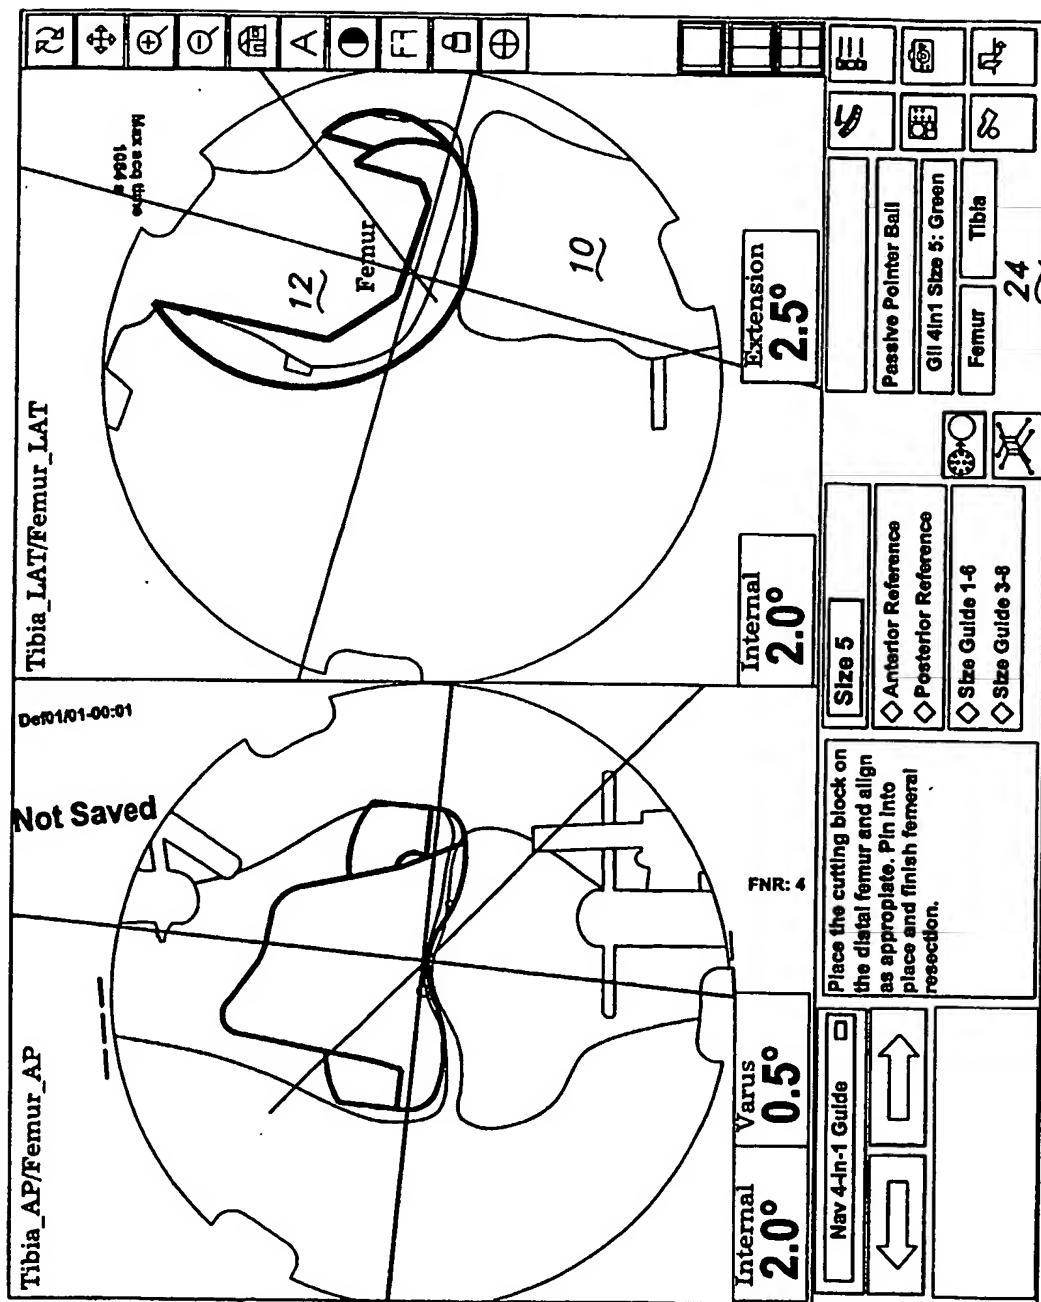 Tibia_AP/Femur_AP
Not Saved
Def01/01-00:01
FNR: 4
Internal
2.0°
Varus
0.5°
Tibia_LAT/Femur_LAT
Max acq time
1084 s
12
Femur
10
Internal
2.0°
Extension
2.5°
A
Nav 4-in-1 Guide
Place the cutting block on
the distal femur and align
as appropiate. Pin into
place and finish femeral
resection.
Size 5
Anterior Reference
Posterior Reference
Size Guide 1-6
Size Guide 3-8
Passive Pointer Ball
GII 4in1 Size 5: Green
Femur
Tibia
24